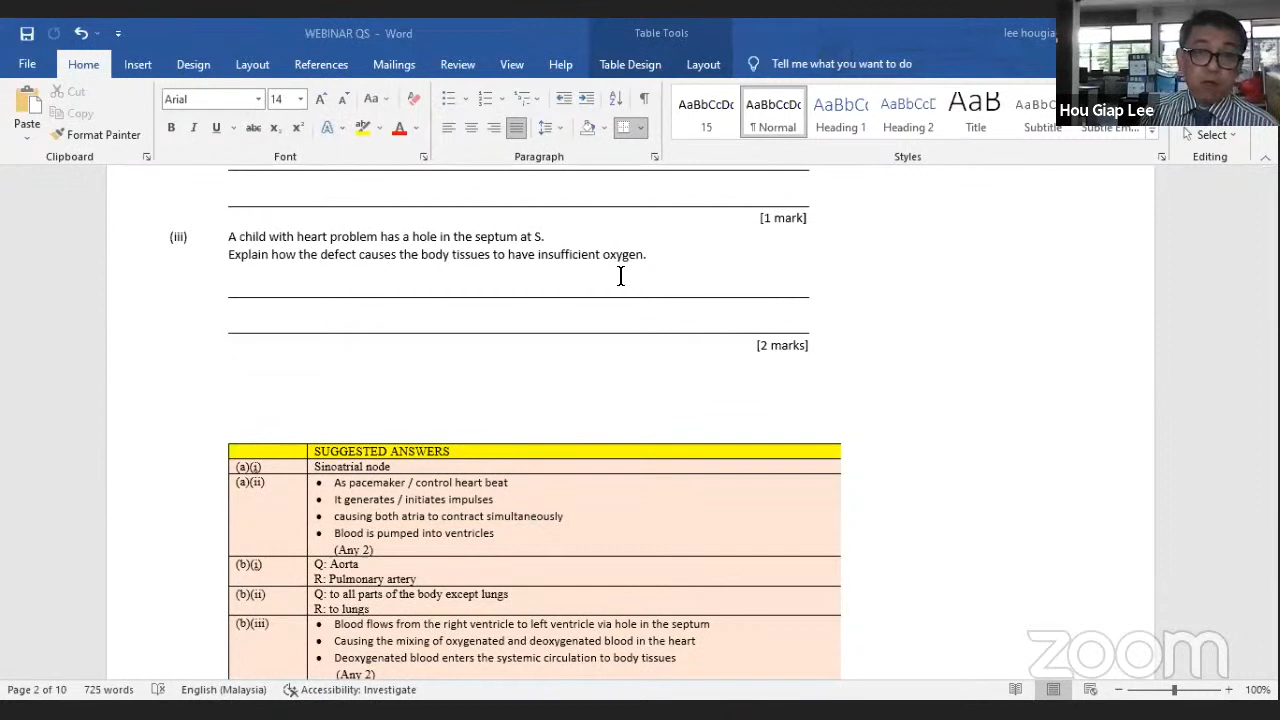 WEBINAR QS - Word
Table Tools
lee hougia
File
Home
Insert
Design
Layout
References
Mailings
Review
View
Help
Table Design
Layout
Tell me what you want to do
Hou Giap Lee
Paste
Cut
Copy
Format Painter
Clipboard
Arial
14
Font
Paragraph
AaBbCcDc
15
AaBbCcDc
¶ Normal
AaBbCcD
Heading 1
AaBbCcD
Heading 2
AaB
Title
Subtitle
Subtle Em...
Styles
Select
Editing
[1 mark]
(iii) A child with heart problem has a hole in the septum at S.
Explain how the defect causes the body tissues to have insufficient oxygen.
[2 marks]
SUGGESTED ANSWERS
(a)(i) Sinoatrial node
(a)(ii) • As pacemaker / control heart beat
• It generates / initiates impulses
• causing both atria to contract simultaneously
• Blood is pumped into ventricles
(Any 2)
(b)(i) Q: Aorta
R: Pulmonary artery
(b)(ii) Q: to all parts of the body except lungs
R: to lungs
(b)(iii) • Blood flows from the right ventricle to left ventricle via hole in the septum
• Causing the mixing of oxygenated and deoxygenated blood in the heart
• Deoxygenated blood enters the systemic circulation to body tissues
(Any 2)
zoom
Page 2 of 10
725 words
English (Malaysia)
Accessibility: Investigate
100%